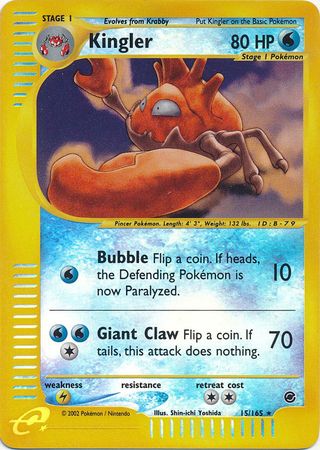 STAGE 1 Evolves from Krabby Put Kingler on the Basic Pokémon
Kingler 80 HP
Stage 1 Pokémon
Pincer Pokémon. Length: 4' 3", Weight: 132 lbs. ID: B-79
Bubble Flip a coin. If heads,
the Defending Pokémon is
now Paralyzed.
10
Giant Claw Flip a coin. If
tails, this attack does nothing.
70
weakness resistance retreat cost
e
© 2002 Pokémon / Nintendo Illus. Shin-ichi Yoshida 15/165 ★